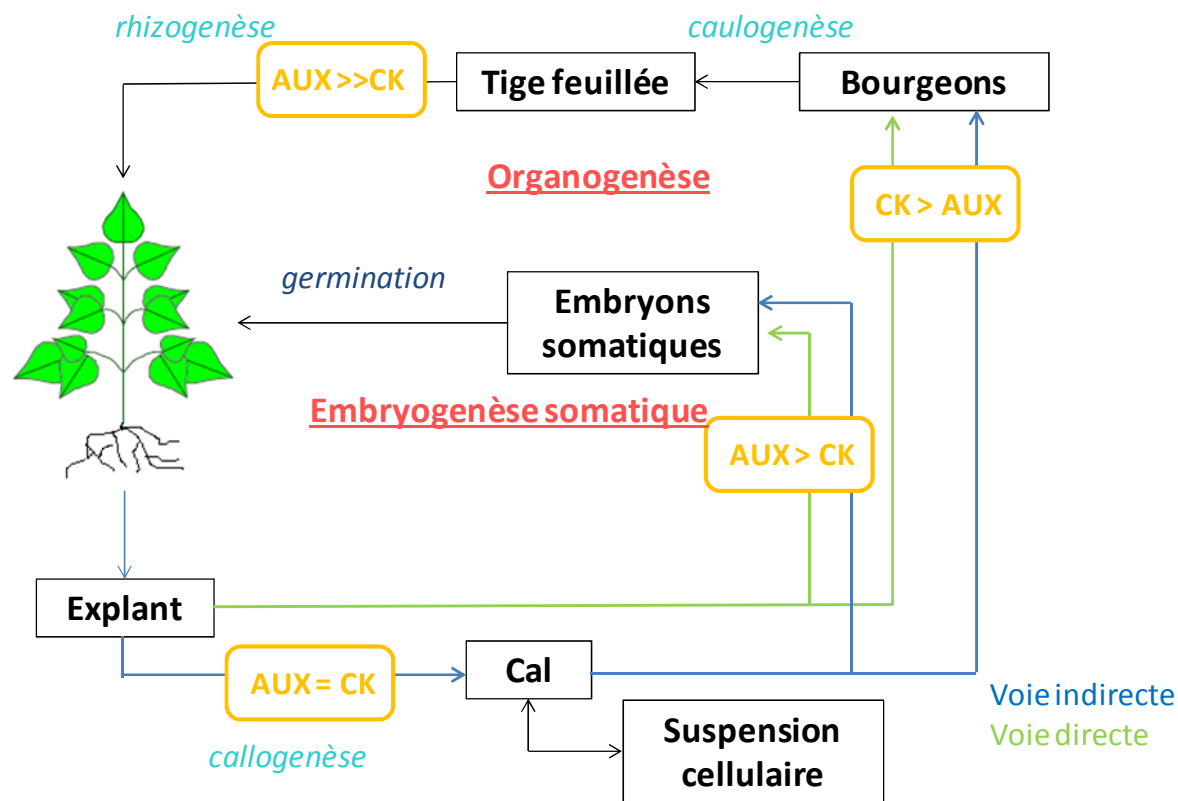 rhizogenèse
caulogenèse
AUX >>CK
Tige feuillée
Bourgeons
Organogenèse
CK > AUX
germination
Embryons
somatiques
Embryogenèse somatique
AUX > CK
Explant
AUX = CK
Cal
callogenèse
Suspension
cellulaire
Voie indirecte
Voie directe